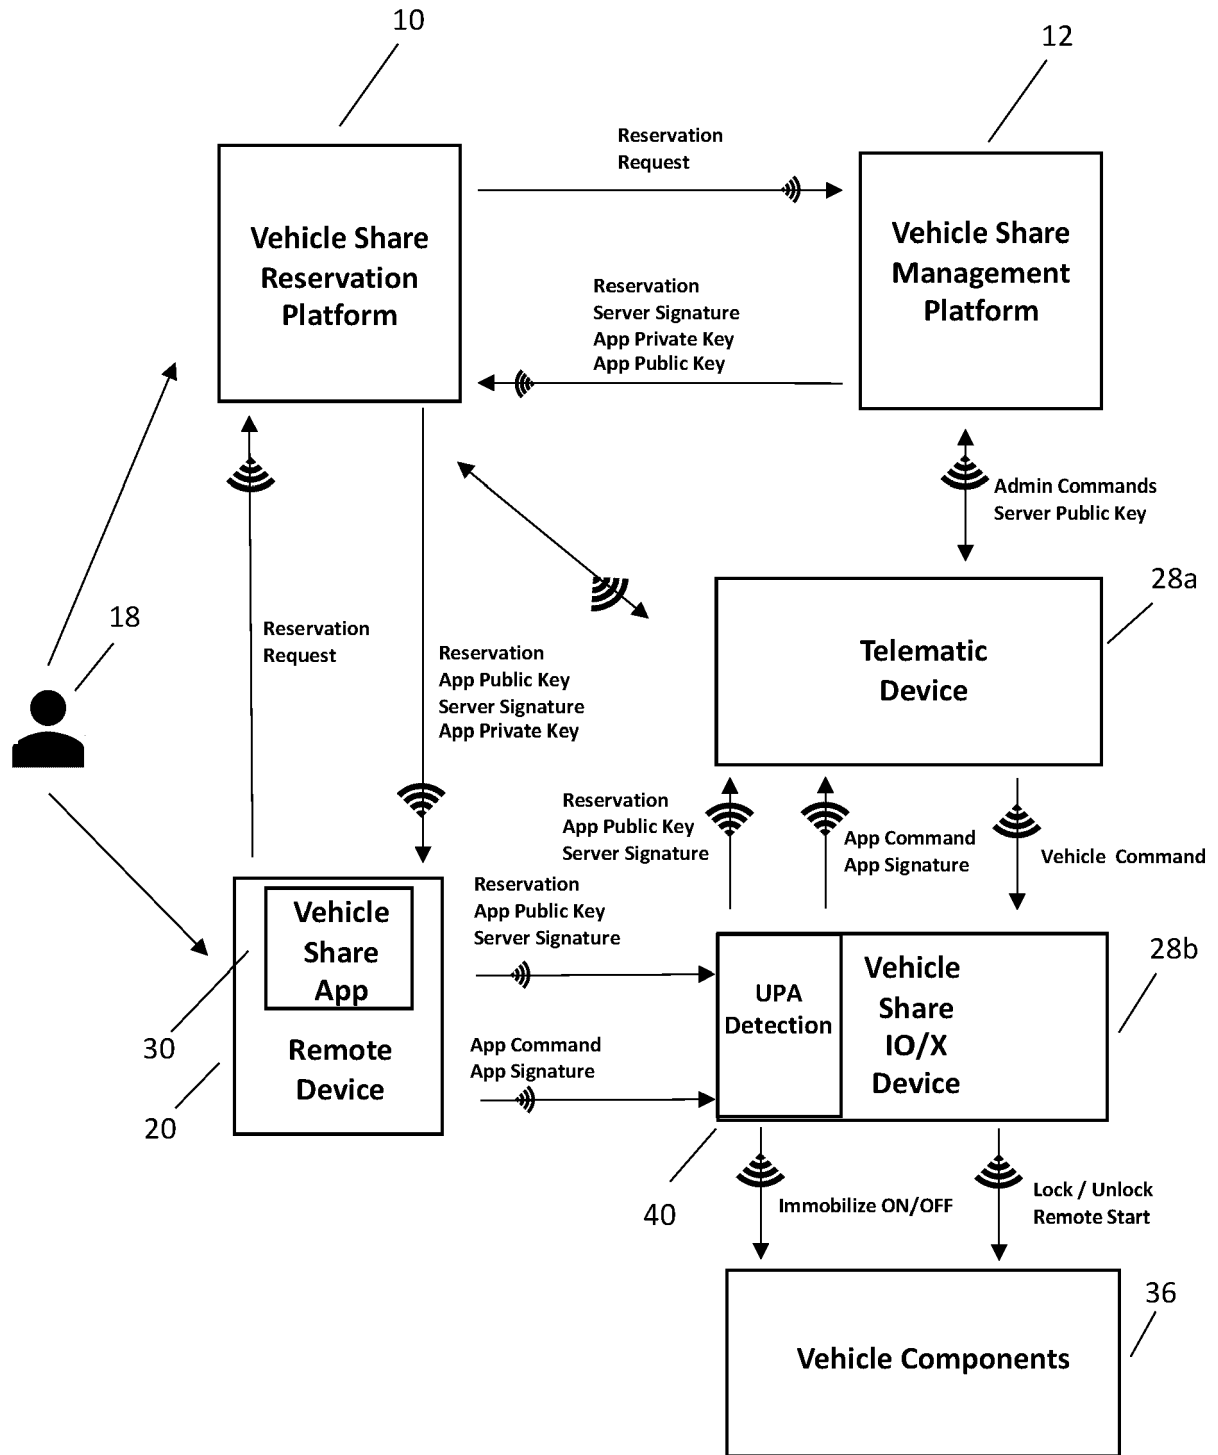 10
12
Reservation
Request
Vehicle Share
Reservation
Platform
Vehicle Share
Management
Platform
Reservation
Server Signature
App Private Key
App Public Key
Admin Commands
Server Public Key
28a
18
Reservation
Request
Reservation
App Public Key
Server Signature
App Private Key
Telematic
Device
Reservation
App Public Key
Server Signature
App Command
App Signature
Vehicle Command
Vehicle
Share
App
Remote
Device
30
20
Reservation
App Public Key
Server Signature
App Command
App Signature
UPA
Detection
Vehicle
Share
IO/X
Device
28b
40
Immobilize ON/OFF
Lock / Unlock
Remote Start
36
Vehicle Components